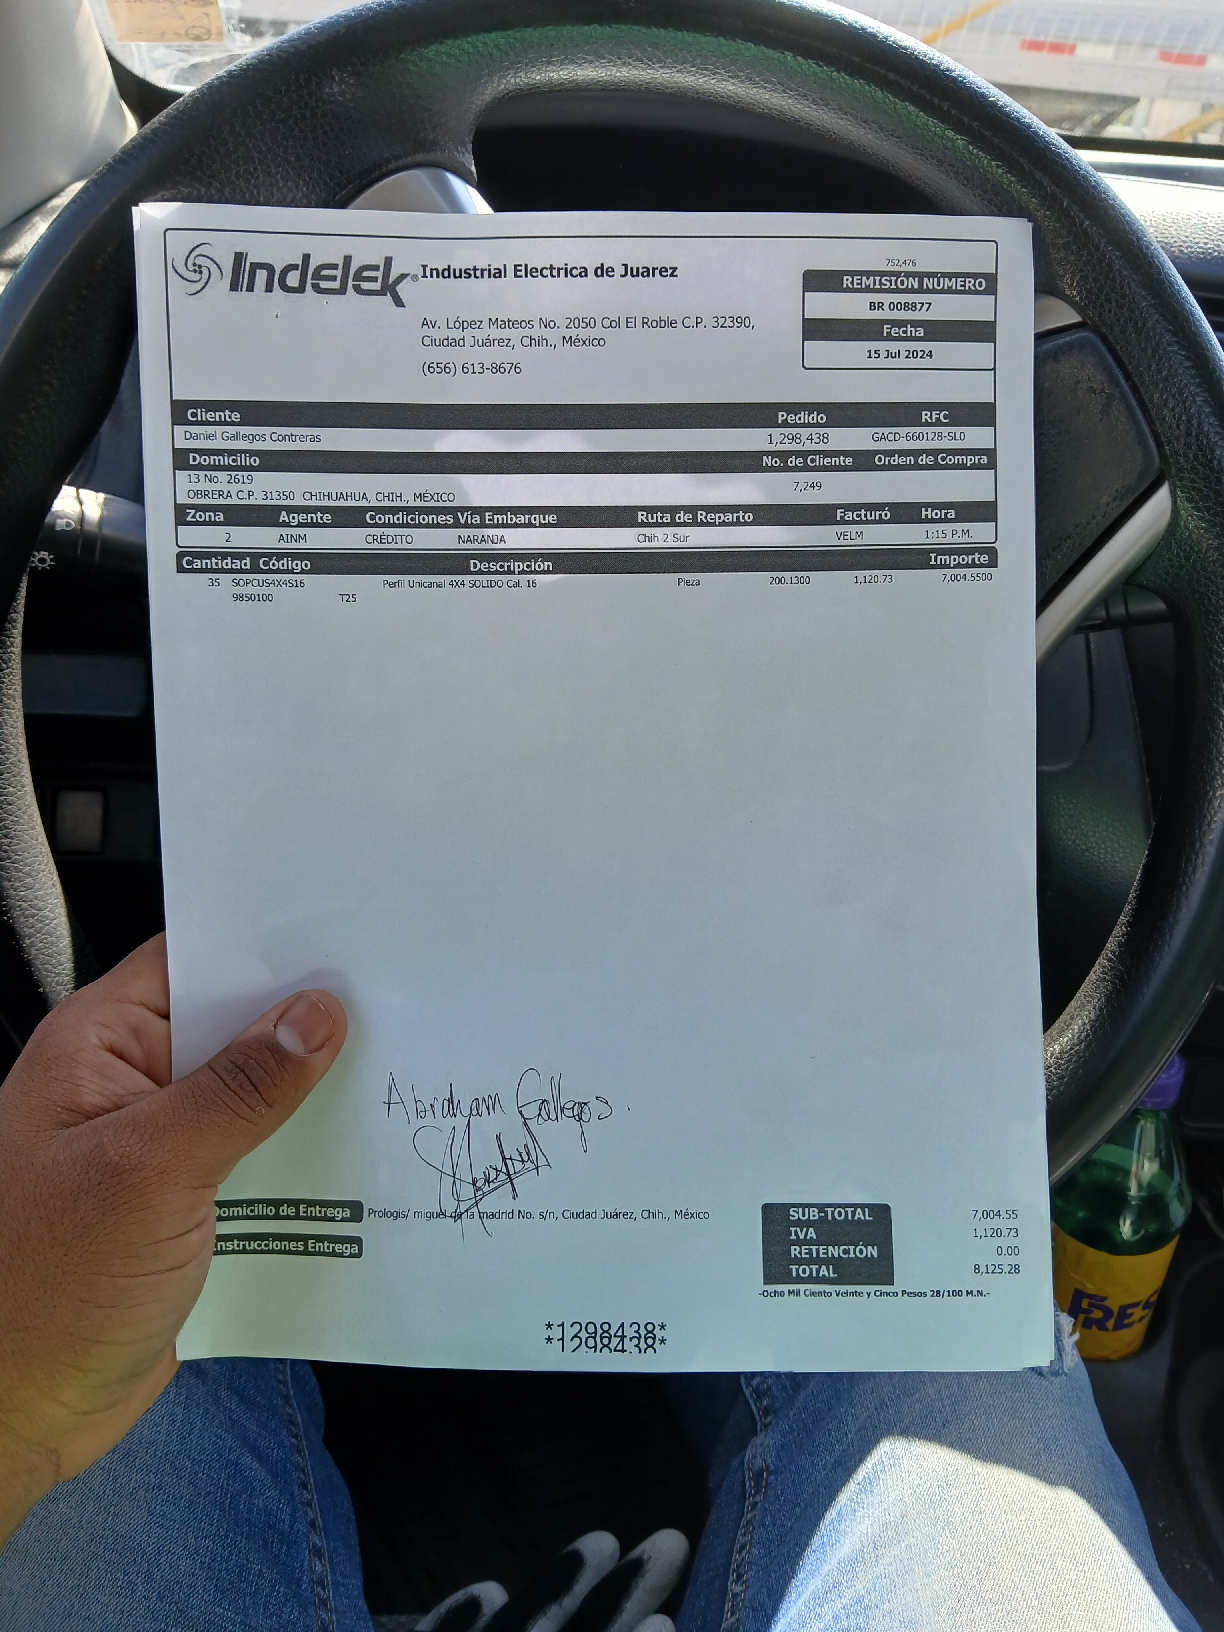 Indelek® Industrial Electrica de Juarez
Av. López Mateos No. 2050 Col El Roble C.P. 32390,
Ciudad Juárez, Chih., México
(656) 613-8676
752,476
REMISIÓN NÚMERO
BR 008877
Fecha
15 Jul 2024
Cliente Pedido RFC
Daniel Gallegos Contreras 1,298,438 GACD-660128-SL0
Domicilio No. de Cliente Orden de Compra
13 No. 2619
OBRERA C.P. 31350 CHIHUAHUA, CHIH., MÉXICO 7,249
Zona Agente Condiciones Vía Embarque Ruta de Reparto Facturó Hora
2 AINM CRÉDITO NARANJA Chih 2 Sur VELM 1:15 P.M.
Cantidad Código Descripción Importe
35 SOPCUS4X4S16 Perfil Unicanal 4X4 SOLIDO Cal. 16 Pieza 200.1300 1,120.73 7,004.5500
9850100 T25
Abraham Gallegos.
Domicilio de Entrega Prologis/ miguel de la madrid No. s/n, Ciudad Juárez, Chih., México
Instrucciones Entrega
SUB-TOTAL 7,004.55
IVA 1,120.73
RETENCIÓN 0.00
TOTAL 8,125.28
-Ocho Mil Ciento Veinte y Cinco Pesos 28/100 M.N.-
*1298438*
*1298438*
FRES